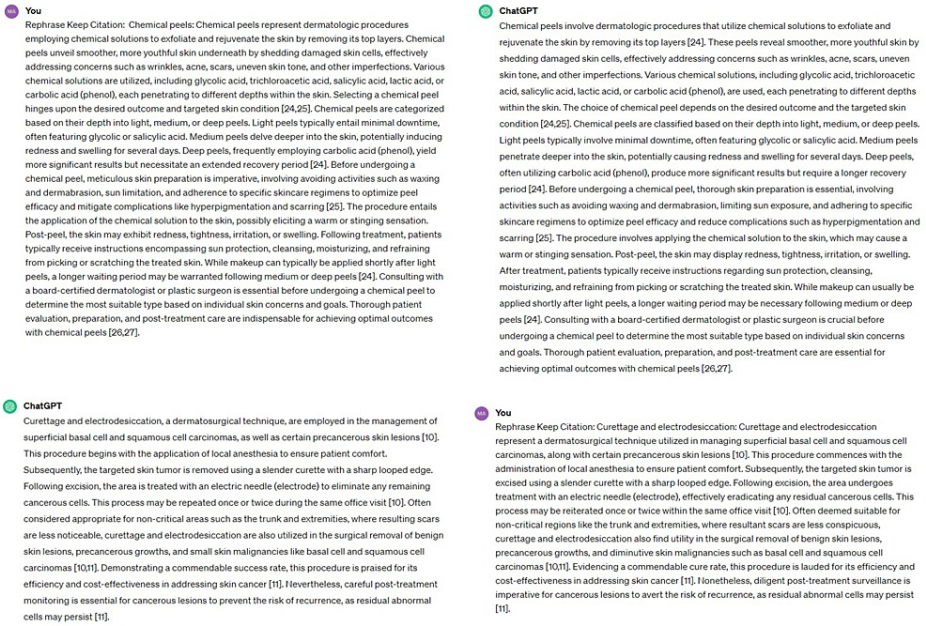 You
Rephrase Keep Citation: Chemical peels: Chemical peels represent dermatologic procedures
employing chemical solutions to exfoliate and rejuvenate the skin by removing its top layers. Chemical
peels unveil smoother, more youthful skin underneath by shedding damaged skin cells, effectively
addressing concerns such as wrinkles, acne, scars, uneven skin tone, and other imperfections. Various
chemical solutions are utilized, including glycolic acid, trichloroacetic acid, salicylic acid, lactic acid, or
carbolic acid (phenol), each penetrating to different depths within the skin. Selecting a chemical peel
hinges upon the desired outcome and targeted skin condition [24,25]. Chemical peels are categorized
based on their depth into light, medium, or deep peels. Light peels typically entail minimal downtime,
often featuring glycolic or salicylic acid. Medium peels delve deeper into the skin, potentially inducing
redness and swelling for several days. Deep peels, frequently employing carbolic acid (phenol), yield
more significant results but necessitate an extended recovery period [24]. Before undergoing a
chemical peel, meticulous skin preparation is imperative, involving avoiding activities such as waxing
and dermabrasion, sun limitation, and adherence to specific skincare regimens to optimize peel
efficacy and mitigate complications like hyperpigmentation and scarring [25]. The procedure entails
the application of the chemical solution to the skin, possibly eliciting a warm or stinging sensation.
Post-peel, the skin may exhibit redness, tightness, irritation, or swelling. Following treatment, patients
typically receive instructions encompassing sun protection, cleansing, moisturizing, and refraining
from picking or scratching the treated skin. While makeup can typically be applied shortly after light
peels, a longer waiting period may be warranted following medium or deep peels [24]. Consulting with
a board-certified dermatologist or plastic surgeon is essential before undergoing a chemical peel to
determine the most suitable type based on individual skin concerns and goals. Thorough patient
evaluation, preparation, and post-treatment care are indispensable for achieving optimal outcomes
with chemical peels [26,27].
ChatGPT
Chemical peels involve dermatologic procedures that utilize chemical solutions to exfoliate and
rejuvenate the skin by removing its top layers [24]. These peels reveal smoother, more youthful skin by
shedding damaged skin cells, effectively addressing concerns such as wrinkles, acne, scars, uneven
skin tone, and other imperfections. Various chemical solutions, including glycolic acid, trichloroacetic
acid, salicylic acid, lactic acid, or carbolic acid (phenol), are used, each penetrating to different depths
within the skin. The choice of chemical peel depends on the desired outcome and the targeted skin
condition [24,25]. Chemical peels are classified based on their depth into light, medium, or deep peels.
Light peels typically involve minimal downtime, often featuring glycolic or salicylic acid. Medium peels
penetrate deeper into the skin, potentially causing redness and swelling for several days. Deep peels,
often utilizing carbolic acid (phenol), produce more significant results but require a longer recovery
period [24]. Before undergoing a chemical peel, thorough skin preparation is essential, involving
activities such as avoiding waxing and dermabrasion, limiting sun exposure, and adhering to specific
skincare regimens to optimize peel efficacy and reduce complications such as hyperpigmentation and
scarring [25]. The procedure involves applying the chemical solution to the skin, which may cause a
warm or stinging sensation. Post-peel, the skin may display redness, tightness, irritation, or swelling.
After treatment, patients typically receive instructions regarding sun protection, cleansing,
moisturizing, and refraining from picking or scratching the treated skin. While makeup can usually be
applied shortly after light peels, a longer waiting period may be necessary following medium or deep
peels [24]. Consulting with a board-certified dermatologist or plastic surgeon is crucial before
undergoing a chemical peel to determine the most suitable type based on individual skin concerns
and goals. Thorough patient evaluation, preparation, and post-treatment care are essential for
achieving optimal outcomes with chemical peels [26,27].
ChatGPT
Curettage and electrodesiccation, a dermatosurgical technique, are employed in the management of
superficial basal cell and squamous cell carcinomas, as well as certain precancerous skin lesions [10].
This procedure begins with the application of local anesthesia to ensure patient comfort.
Subsequently, the targeted skin tumor is removed using a slender curette with a sharp looped edge.
Following excision, the area is treated with an electric needle (electrode) to eliminate any remaining
cancerous cells. This process may be repeated once or twice during the same office visit [10]. Often
considered appropriate for non-critical areas such as the trunk and extremities, where resulting scars
are less noticeable, curettage and electrodesiccation are also utilized in the surgical removal of benign
skin lesions, precancerous growths, and small skin malignancies like basal cell and squamous cell
carcinomas [10,11]. Demonstrating a commendable success rate, this procedure is praised for its
efficiency and cost-effectiveness in addressing skin cancer [11]. Nevertheless, careful post-treatment
monitoring is essential for cancerous lesions to prevent the risk of recurrence, as residual abnormal
cells may persist [11].
You
Rephrase Keep Citation: Curettage and electrodesiccation: Curettage and electrodesiccation
represent a dermatosurgical technique utilized in managing superficial basal cell and squamous cell
carcinomas, along with certain precancerous skin lesions [10]. This procedure commences with the
administration of local anesthesia to ensure patient comfort. Subsequently, the targeted skin tumor is
excised using a slender curette with a sharp looped edge. Following excision, the area undergoes
treatment with an electric needle (electrode), effectively eradicating any residual cancerous cells. This
process may be reiterated once or twice within the same office visit [10]. Often deemed suitable for
non-critical regions like the trunk and extremities, where resultant scars are less conspicuous,
curettage and electrodesiccation also find utility in the surgical removal of benign skin lesions,
precancerous growths, and diminutive skin malignancies such as basal cell and squamous cell
carcinomas [10,11]. Evidencing a commendable cure rate, this procedure is lauded for its efficiency and
cost-effectiveness in addressing skin cancer [11]. Nonetheless, diligent post-treatment surveillance is
imperative for cancerous lesions to avert the risk of recurrence, as residual abnormal cells may persist
[11].